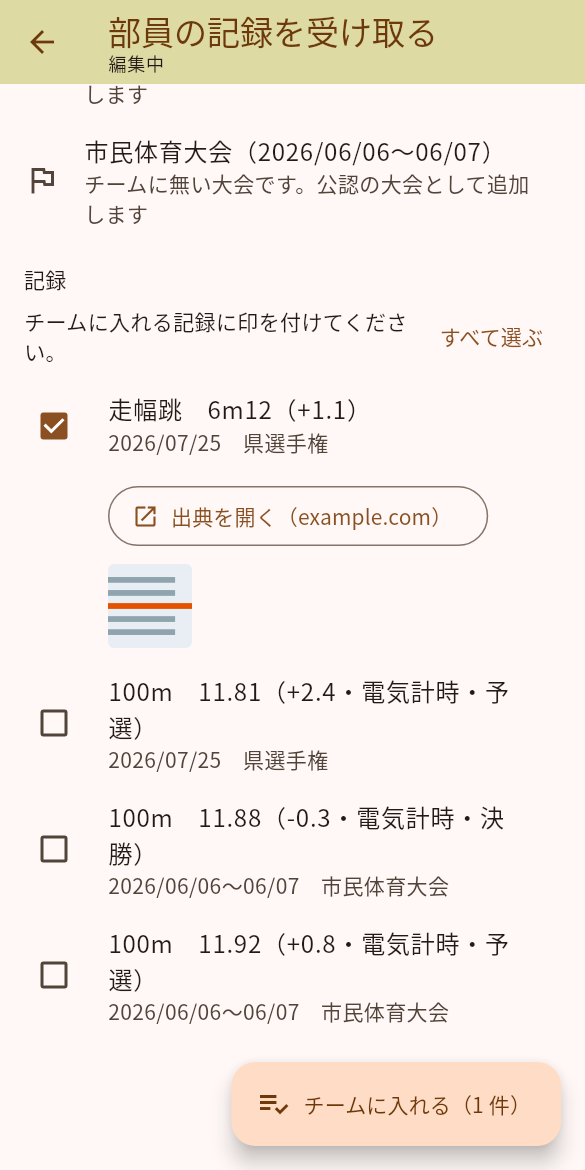 部員の記録を受け取る
編集中
します
市民体育大会（2026/06/06〜06/07）
チームに無い大会です。公認の大会として追加
します
記録
チームに入れる記録に印を付けてくださ
い。
すべて選ぶ
走幅跳　6m12（+1.1）
2026/07/25　県選手権
出典を開く（example.com）
100m　11.81（+2.4・電気計時・予
選）
2026/07/25　県選手権
100m　11.88（-0.3・電気計時・決
勝）
2026/06/06〜06/07　市民体育大会
100m　11.92（+0.8・電気計時・予
選）
2026/06/06〜06/07　市民体育大会
チームに入れる（1 件）